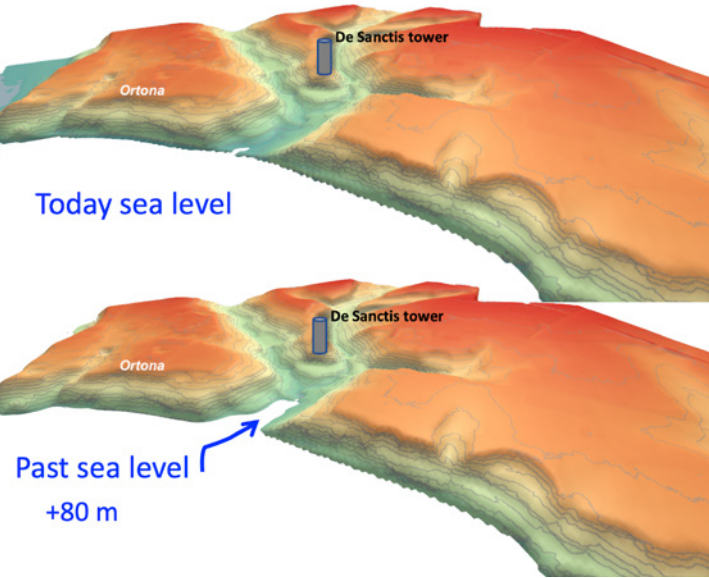 De Sanctis tower
Ortona
Today sea level
De Sanctis tower
Ortona
Past sea level
+80 m